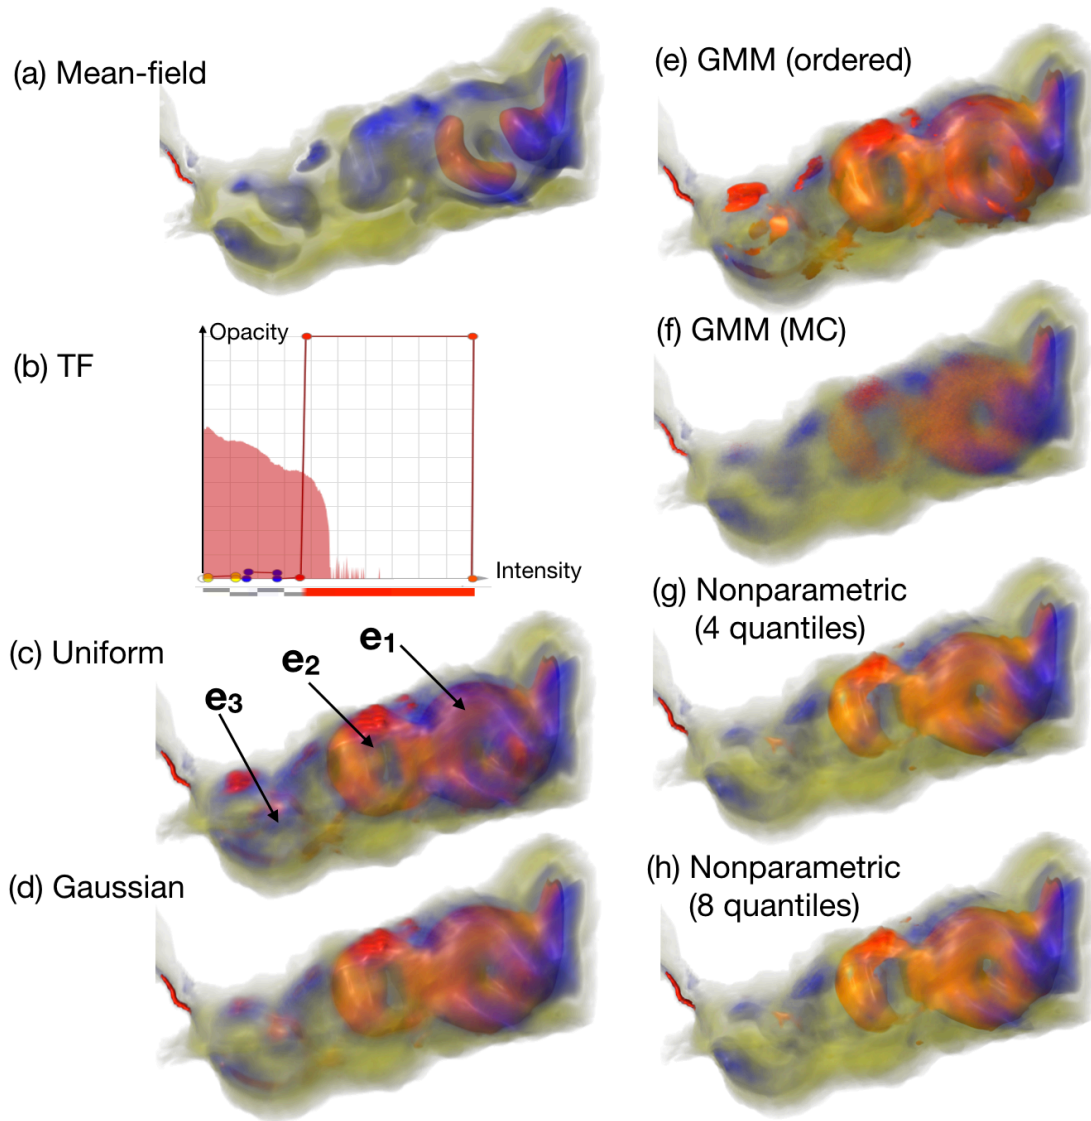 (a) Mean-field
(b) TF
Opacity
Intensity
(c) Uniform
e1
e2
e3
(d) Gaussian
(e) GMM (ordered)
(f) GMM (MC)
(g) Nonparametric
(4 quantiles)
(h) Nonparametric
(8 quantiles)